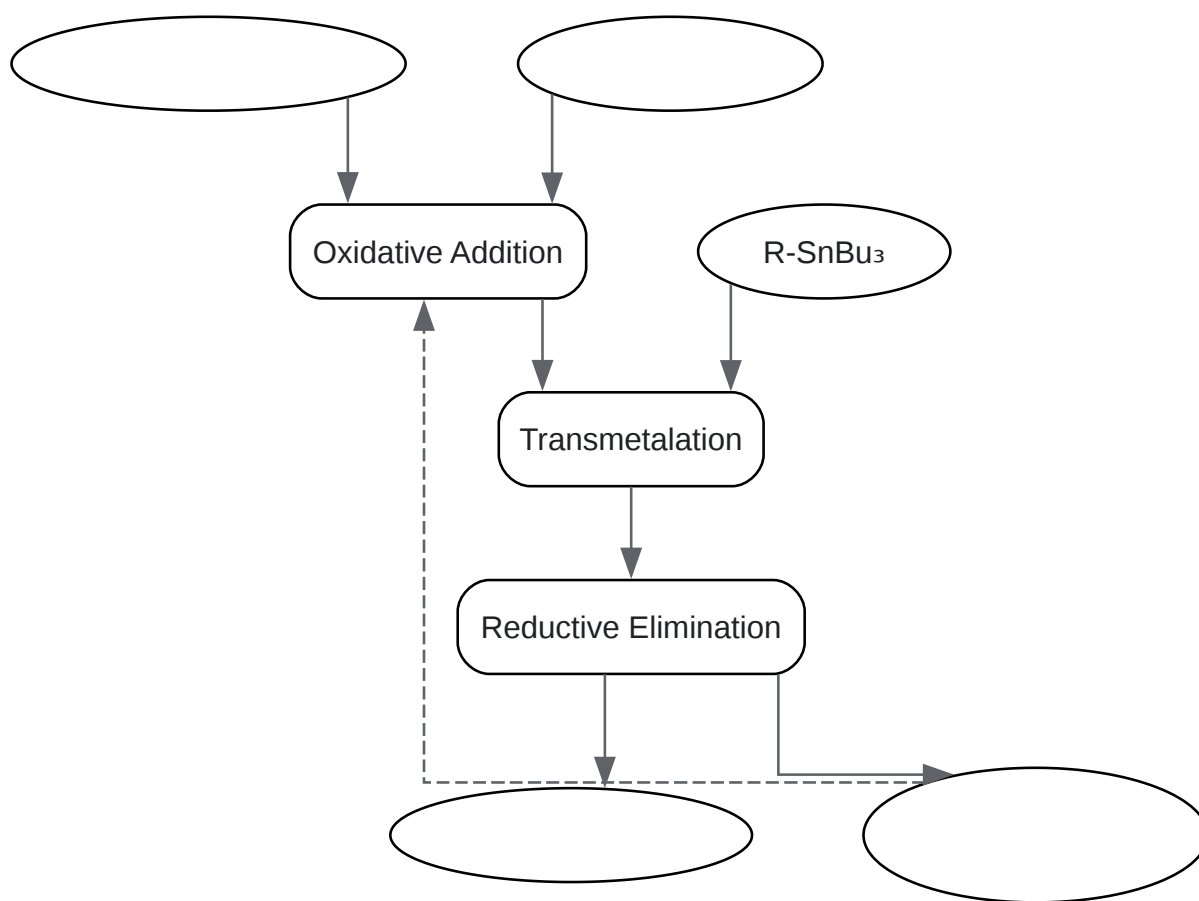 Oxidative Addition
R-SnBu₃
Transmetalation
Reductive Elimination